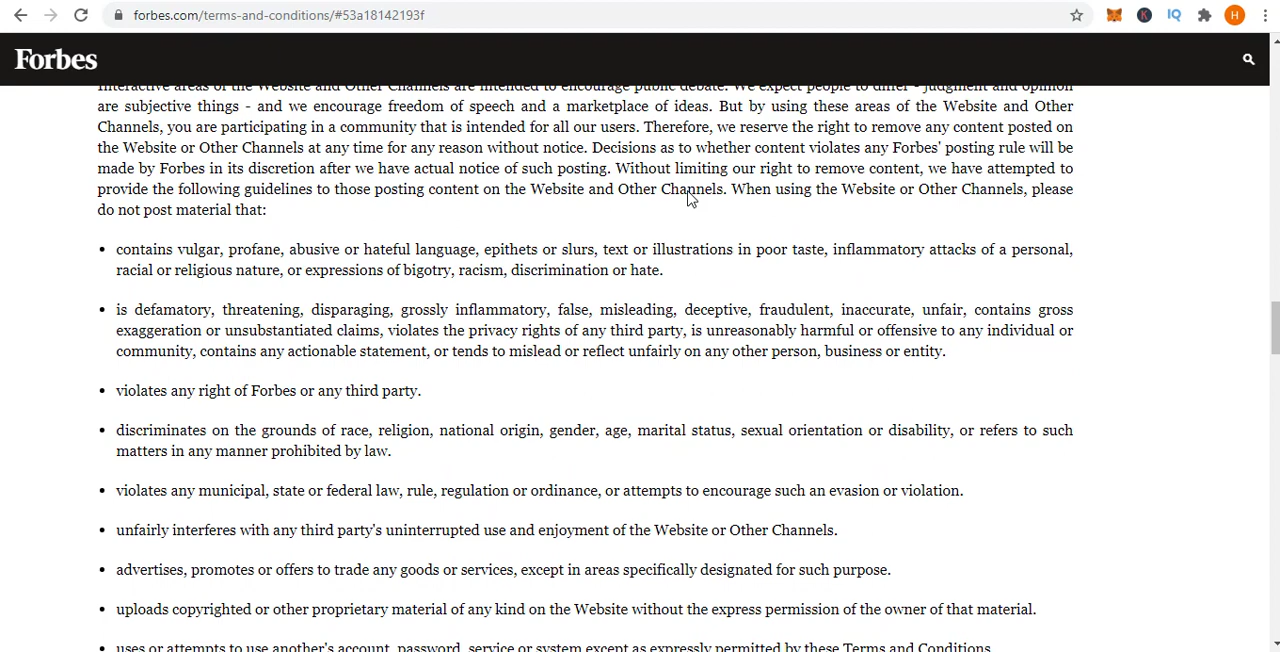 forbes.com/terms-and-conditions/#53a18142193f
K
IQ
H
Forbes
Interactive areas of the Website and Other Channels are intended to encourage public debate. We expect people to differ - judgment and opinion
are subjective things - and we encourage freedom of speech and a marketplace of ideas. But by using these areas of the Website and Other
Channels, you are participating in a community that is intended for all our users. Therefore, we reserve the right to remove any content posted on
the Website or Other Channels at any time for any reason without notice. Decisions as to whether content violates any Forbes' posting rule will be
made by Forbes in its discretion after we have actual notice of such posting. Without limiting our right to remove content, we have attempted to
provide the following guidelines to those posting content on the Website and Other Channels. When using the Website or Other Channels, please
do not post material that:
• contains vulgar, profane, abusive or hateful language, epithets or slurs, text or illustrations in poor taste, inflammatory attacks of a personal,
racial or religious nature, or expressions of bigotry, racism, discrimination or hate.
• is defamatory, threatening, disparaging, grossly inflammatory, false, misleading, deceptive, fraudulent, inaccurate, unfair, contains gross
exaggeration or unsubstantiated claims, violates the privacy rights of any third party, is unreasonably harmful or offensive to any individual or
community, contains any actionable statement, or tends to mislead or reflect unfairly on any other person, business or entity.
• violates any right of Forbes or any third party.
• discriminates on the grounds of race, religion, national origin, gender, age, marital status, sexual orientation or disability, or refers to such
matters in any manner prohibited by law.
• violates any municipal, state or federal law, rule, regulation or ordinance, or attempts to encourage such an evasion or violation.
• unfairly interferes with any third party's uninterrupted use and enjoyment of the Website or Other Channels.
• advertises, promotes or offers to trade any goods or services, except in areas specifically designated for such purpose.
• uploads copyrighted or other proprietary material of any kind on the Website without the express permission of the owner of that material.
• uses or attempts to use another's account, password, service or system except as expressly permitted by these Terms and Conditions.